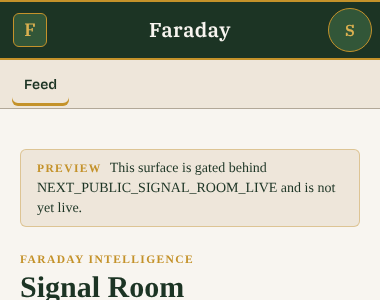 F Faraday S
Feed
PREVIEW This surface is gated behind
NEXT_PUBLIC_SIGNAL_ROOM_LIVE and is not
yet live.
FARADAY INTELLIGENCE
Signal Room